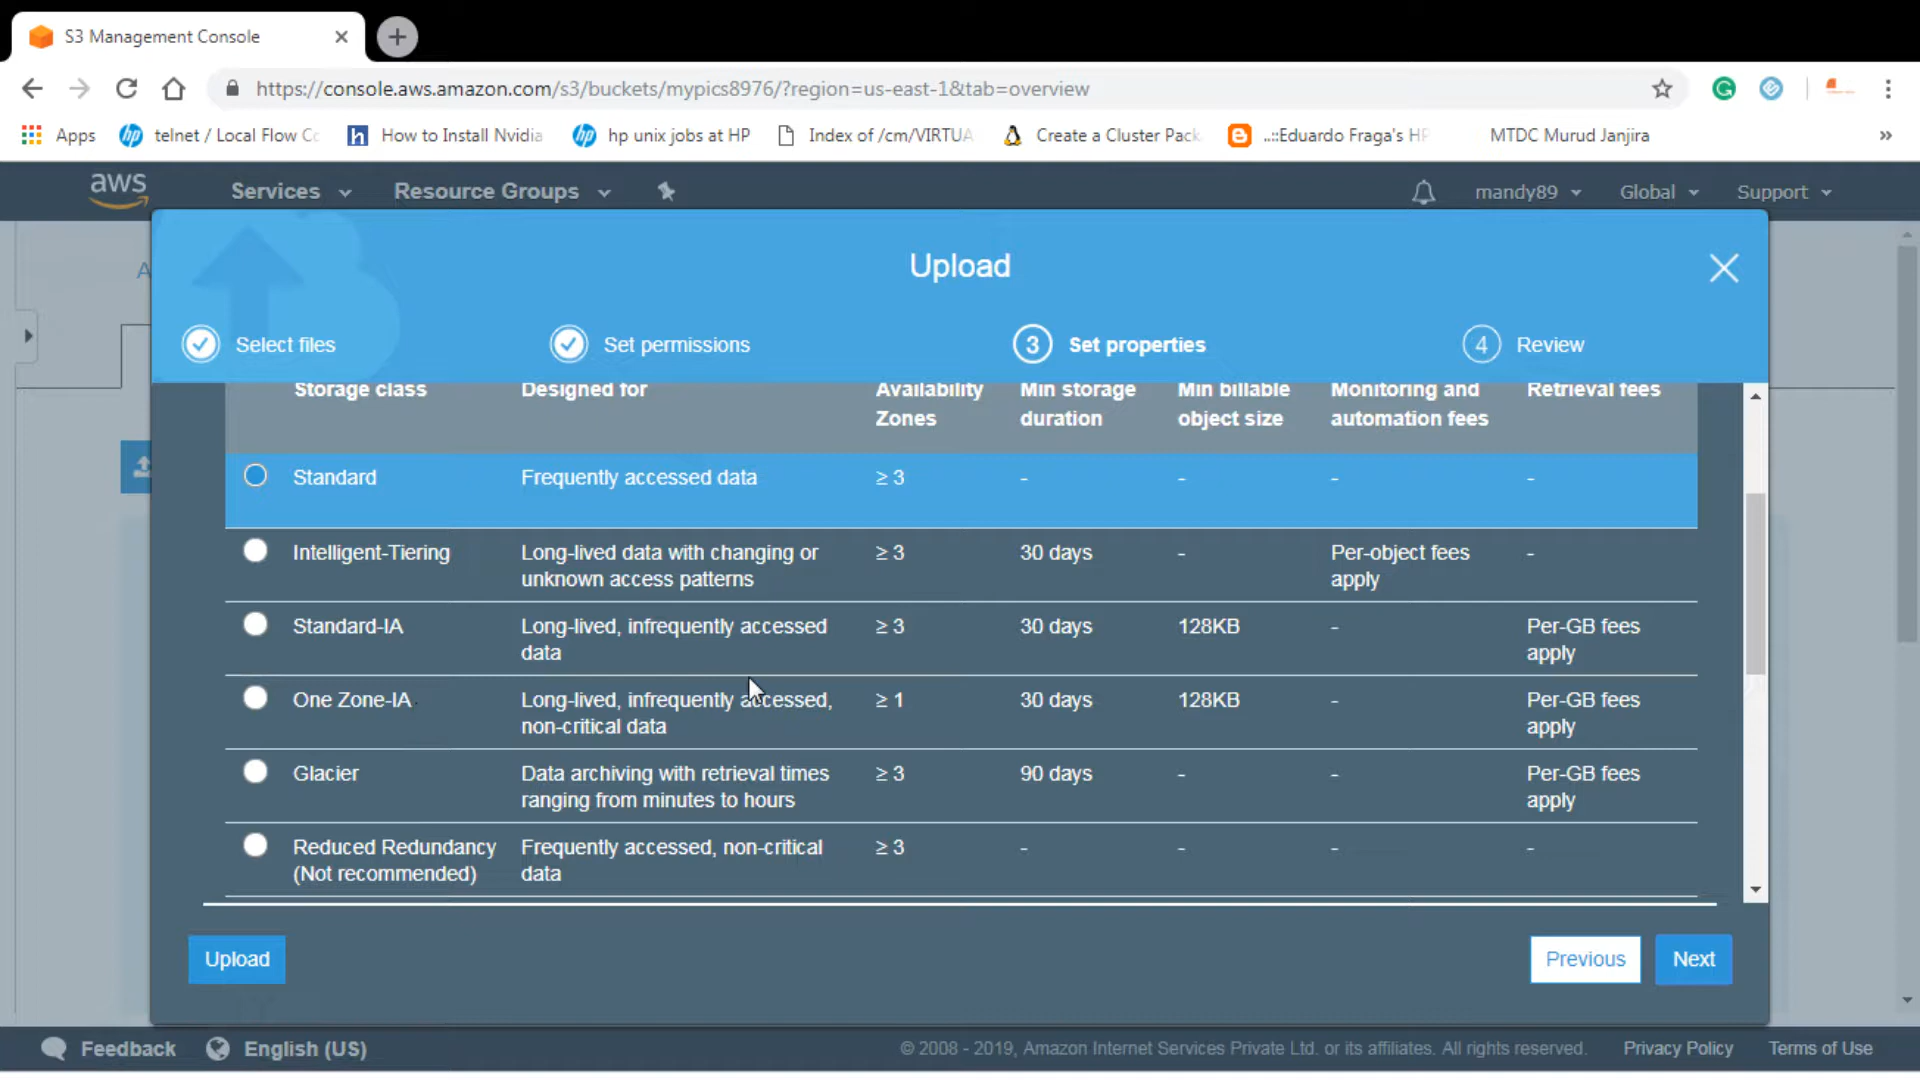 S3 Management Console
https://console.aws.amazon.com/s3/buckets/mypics8976/?region=us-east-1&tab=overview
Apps telnet / Local Flow Co How to Install Nvidia hp unix jobs at HP Index of /cm/VIRTUA Create a Cluster Pack ..::Eduardo Fraga's HP MTDC Murud Janjira »
aws Services Resource Groups mandy89 Global Support
A
Upload
Select files Set permissions 3 Set properties 4 Review
Storage class Designed for Availability Zones Min storage duration Min billable object size Monitoring and automation fees Retrieval fees
Standard Frequently accessed data ≥ 3 - - - -
Intelligent-Tiering Long-lived data with changing or unknown access patterns ≥ 3 30 days - Per-object fees apply -
Standard-IA Long-lived, infrequently accessed data ≥ 3 30 days 128KB - Per-GB fees apply
One Zone-IA Long-lived, infrequently accessed, non-critical data ≥ 1 30 days 128KB - Per-GB fees apply
Glacier Data archiving with retrieval times ranging from minutes to hours ≥ 3 90 days - - Per-GB fees apply
Reduced Redundancy (Not recommended) Frequently accessed, non-critical data ≥ 3 - - - -
Upload Previous Next
Feedback English (US) © 2008 - 2019, Amazon Internet Services Private Ltd. or its affiliates. All rights reserved. Privacy Policy Terms of Use